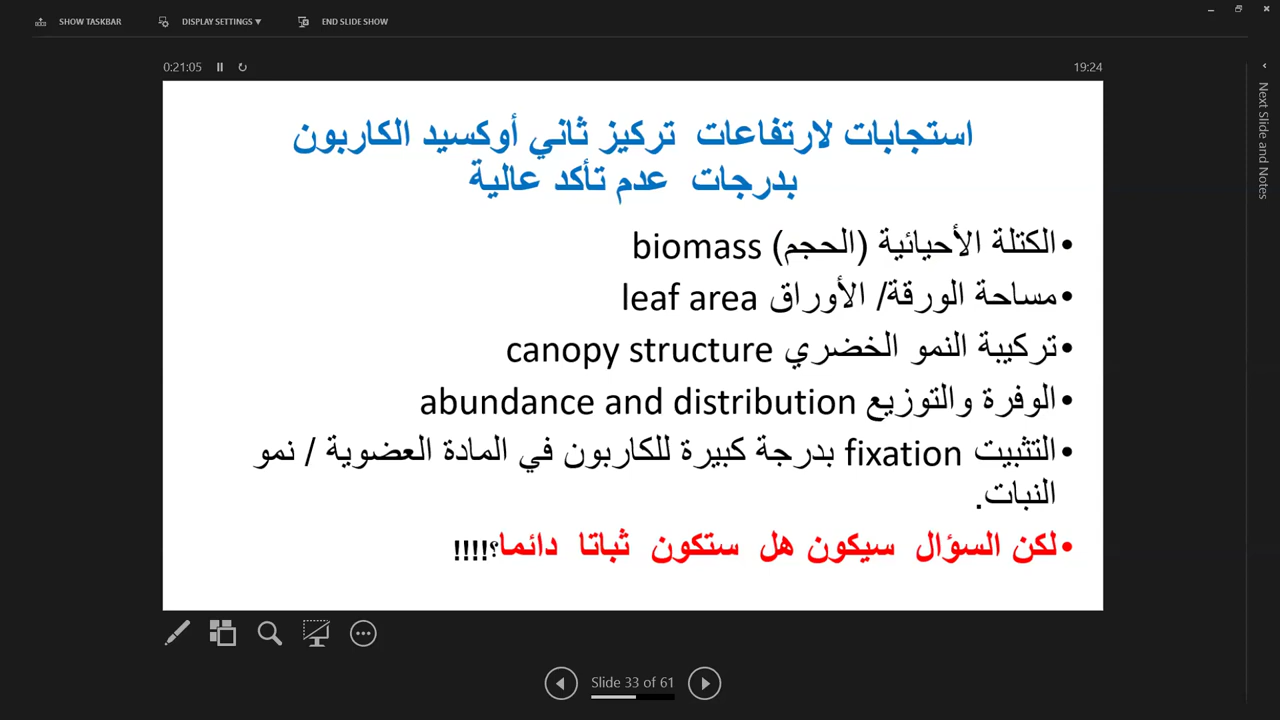 SHOW TASKBAR
DISPLAY SETTINGS ▼
END SLIDE SHOW
0:21:05
19:24
Next Slide and Notes
استجابات لارتفاعات تركيز ثاني أوكسيد الكاربون
بدرجات عدم تأكد عالية
•الكتلة الأحيائية (الحجم) biomass
•مساحة الورقة/ الأوراق leaf area
•تركيبة النمو الخضري canopy structure
•الوفرة والتوزيع abundance and distribution
•التثبيت fixation بدرجة كبيرة للكاربون في المادة العضوية / نمو
النبات.
•لكن السؤال سيكون هل ستكون ثباتا دائما؟!!!!
Slide 33 of 61